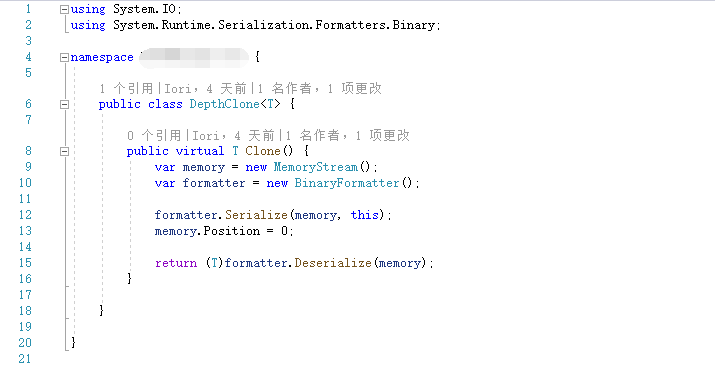 1 using System.IO;
2 using System.Runtime.Serialization.Formatters.Binary;
3
4 namespace {
5
1 个引用|Iori，4 天前|1 名作者，1 项更改
6 public class DepthClone<T> {
7
0 个引用|Iori，4 天前|1 名作者，1 项更改
8 public virtual T Clone() {
9 var memory = new MemoryStream();
10 var formatter = new BinaryFormatter();
11
12 formatter.Serialize(memory, this);
13 memory.Position = 0;
14
15 return (T)formatter.Deserialize(memory);
16 }
17
18 }
19
20 }
21